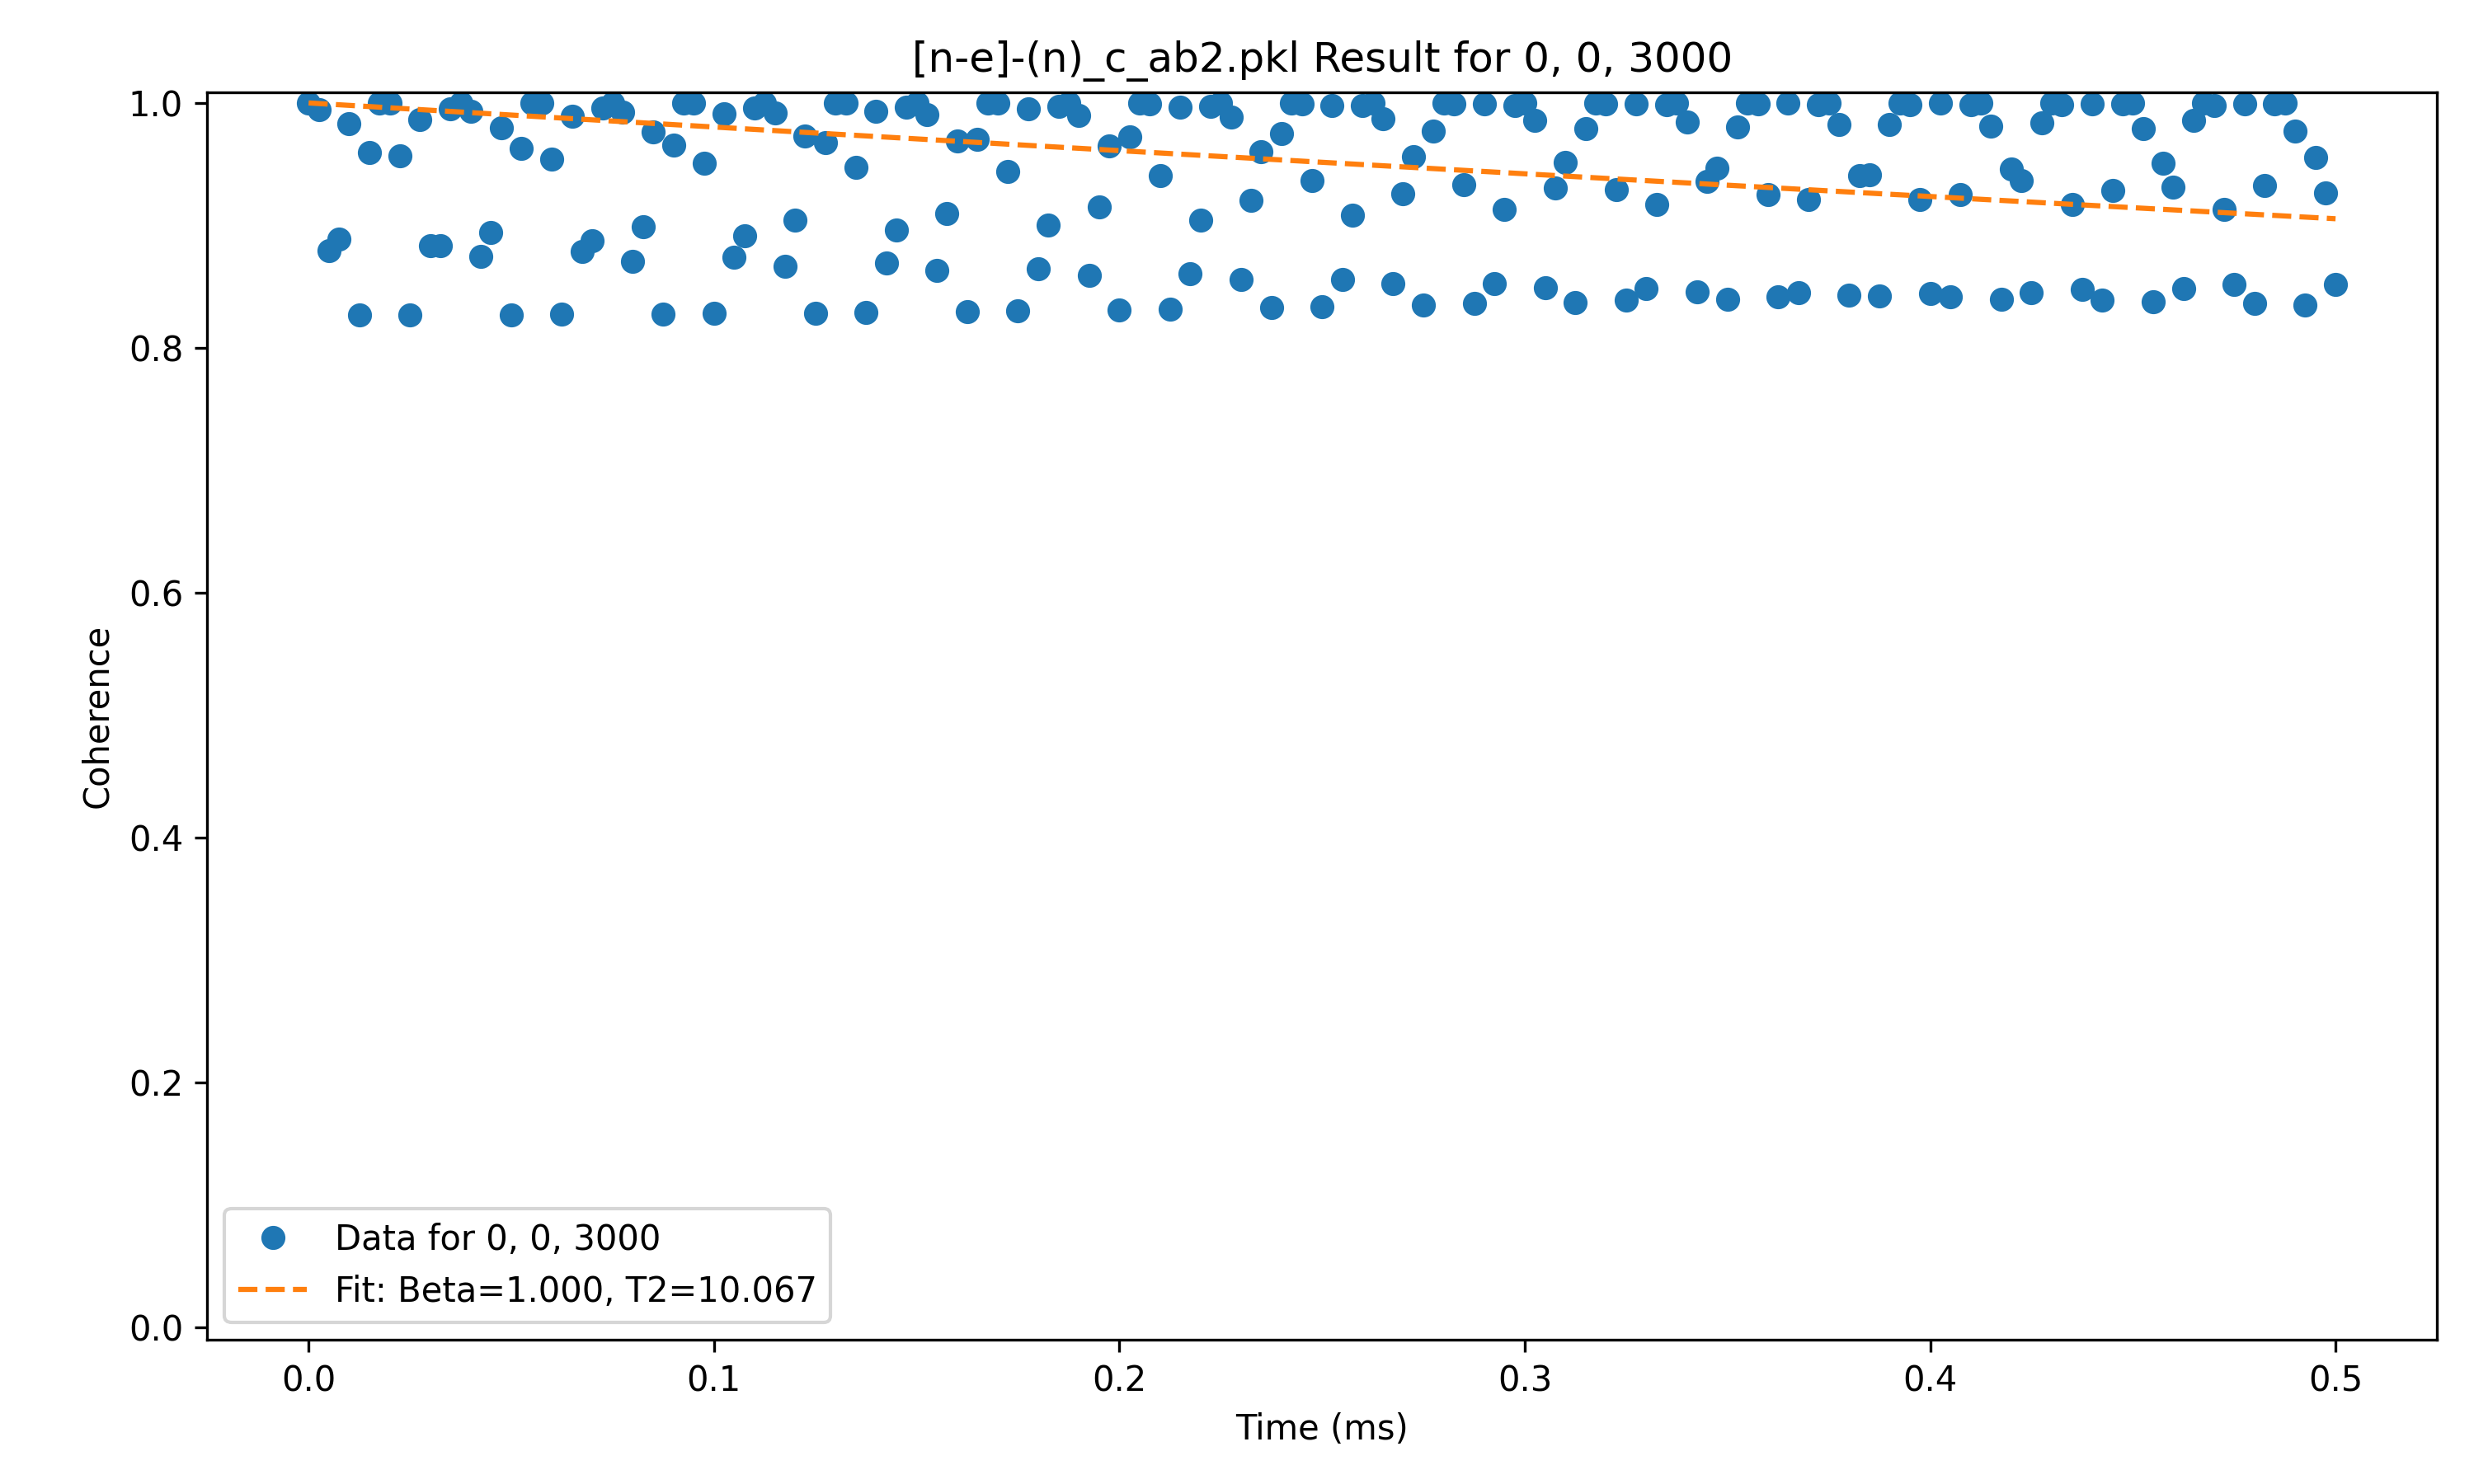 [n-e]-(n)_c_ab2.pkl Result for 0, 0, 3000
1.0
0.8
0.6
0.4
0.2
0.0
Coherence
Data for 0, 0, 3000
Fit: Beta=1.000, T2=10.067
0.0 0.1 0.2 0.3 0.4 0.5
Time (ms)